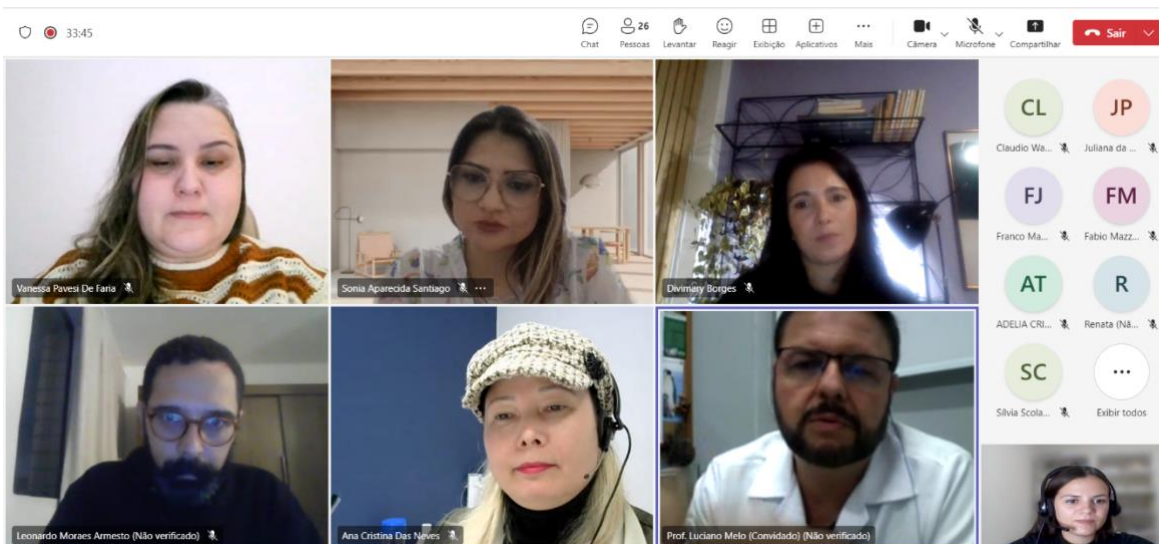 33:45
26
Chat Pessoas Levantar Reagir Exibição Aplicativos Mais Câmera Microfone Compartilhar Sair
CL JP
Claudio Wa... Juliana da ...
FJ FM
Franco Ma... Fabio Mazz...
AT R
ADELIA CRI... Renata (Nã...
SC ...
Silvia Scola... Exibir todos
Vanessa Pavesi De Faria Sonia Aparecida Santiago ... Divimary Borges
Leonardo Moraes Armesto (Não verificado) Ana Cristina Das Neves Prof. Luciano Melo (Convidado) (Não verificado)